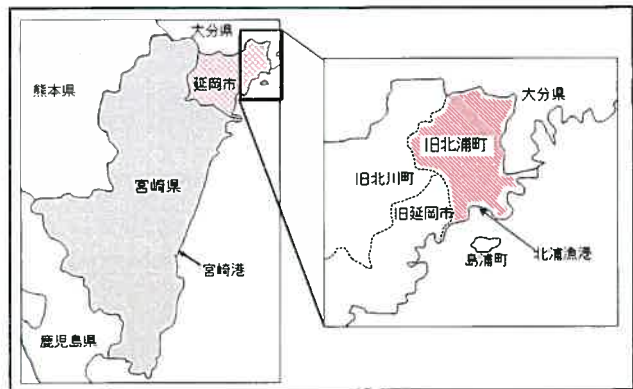 大分県
延岡市
熊本県
宮崎県
宮崎港
鹿児島県
大分県
旧北浦町
旧北川町
旧延岡市
北浦漁港
島浦町